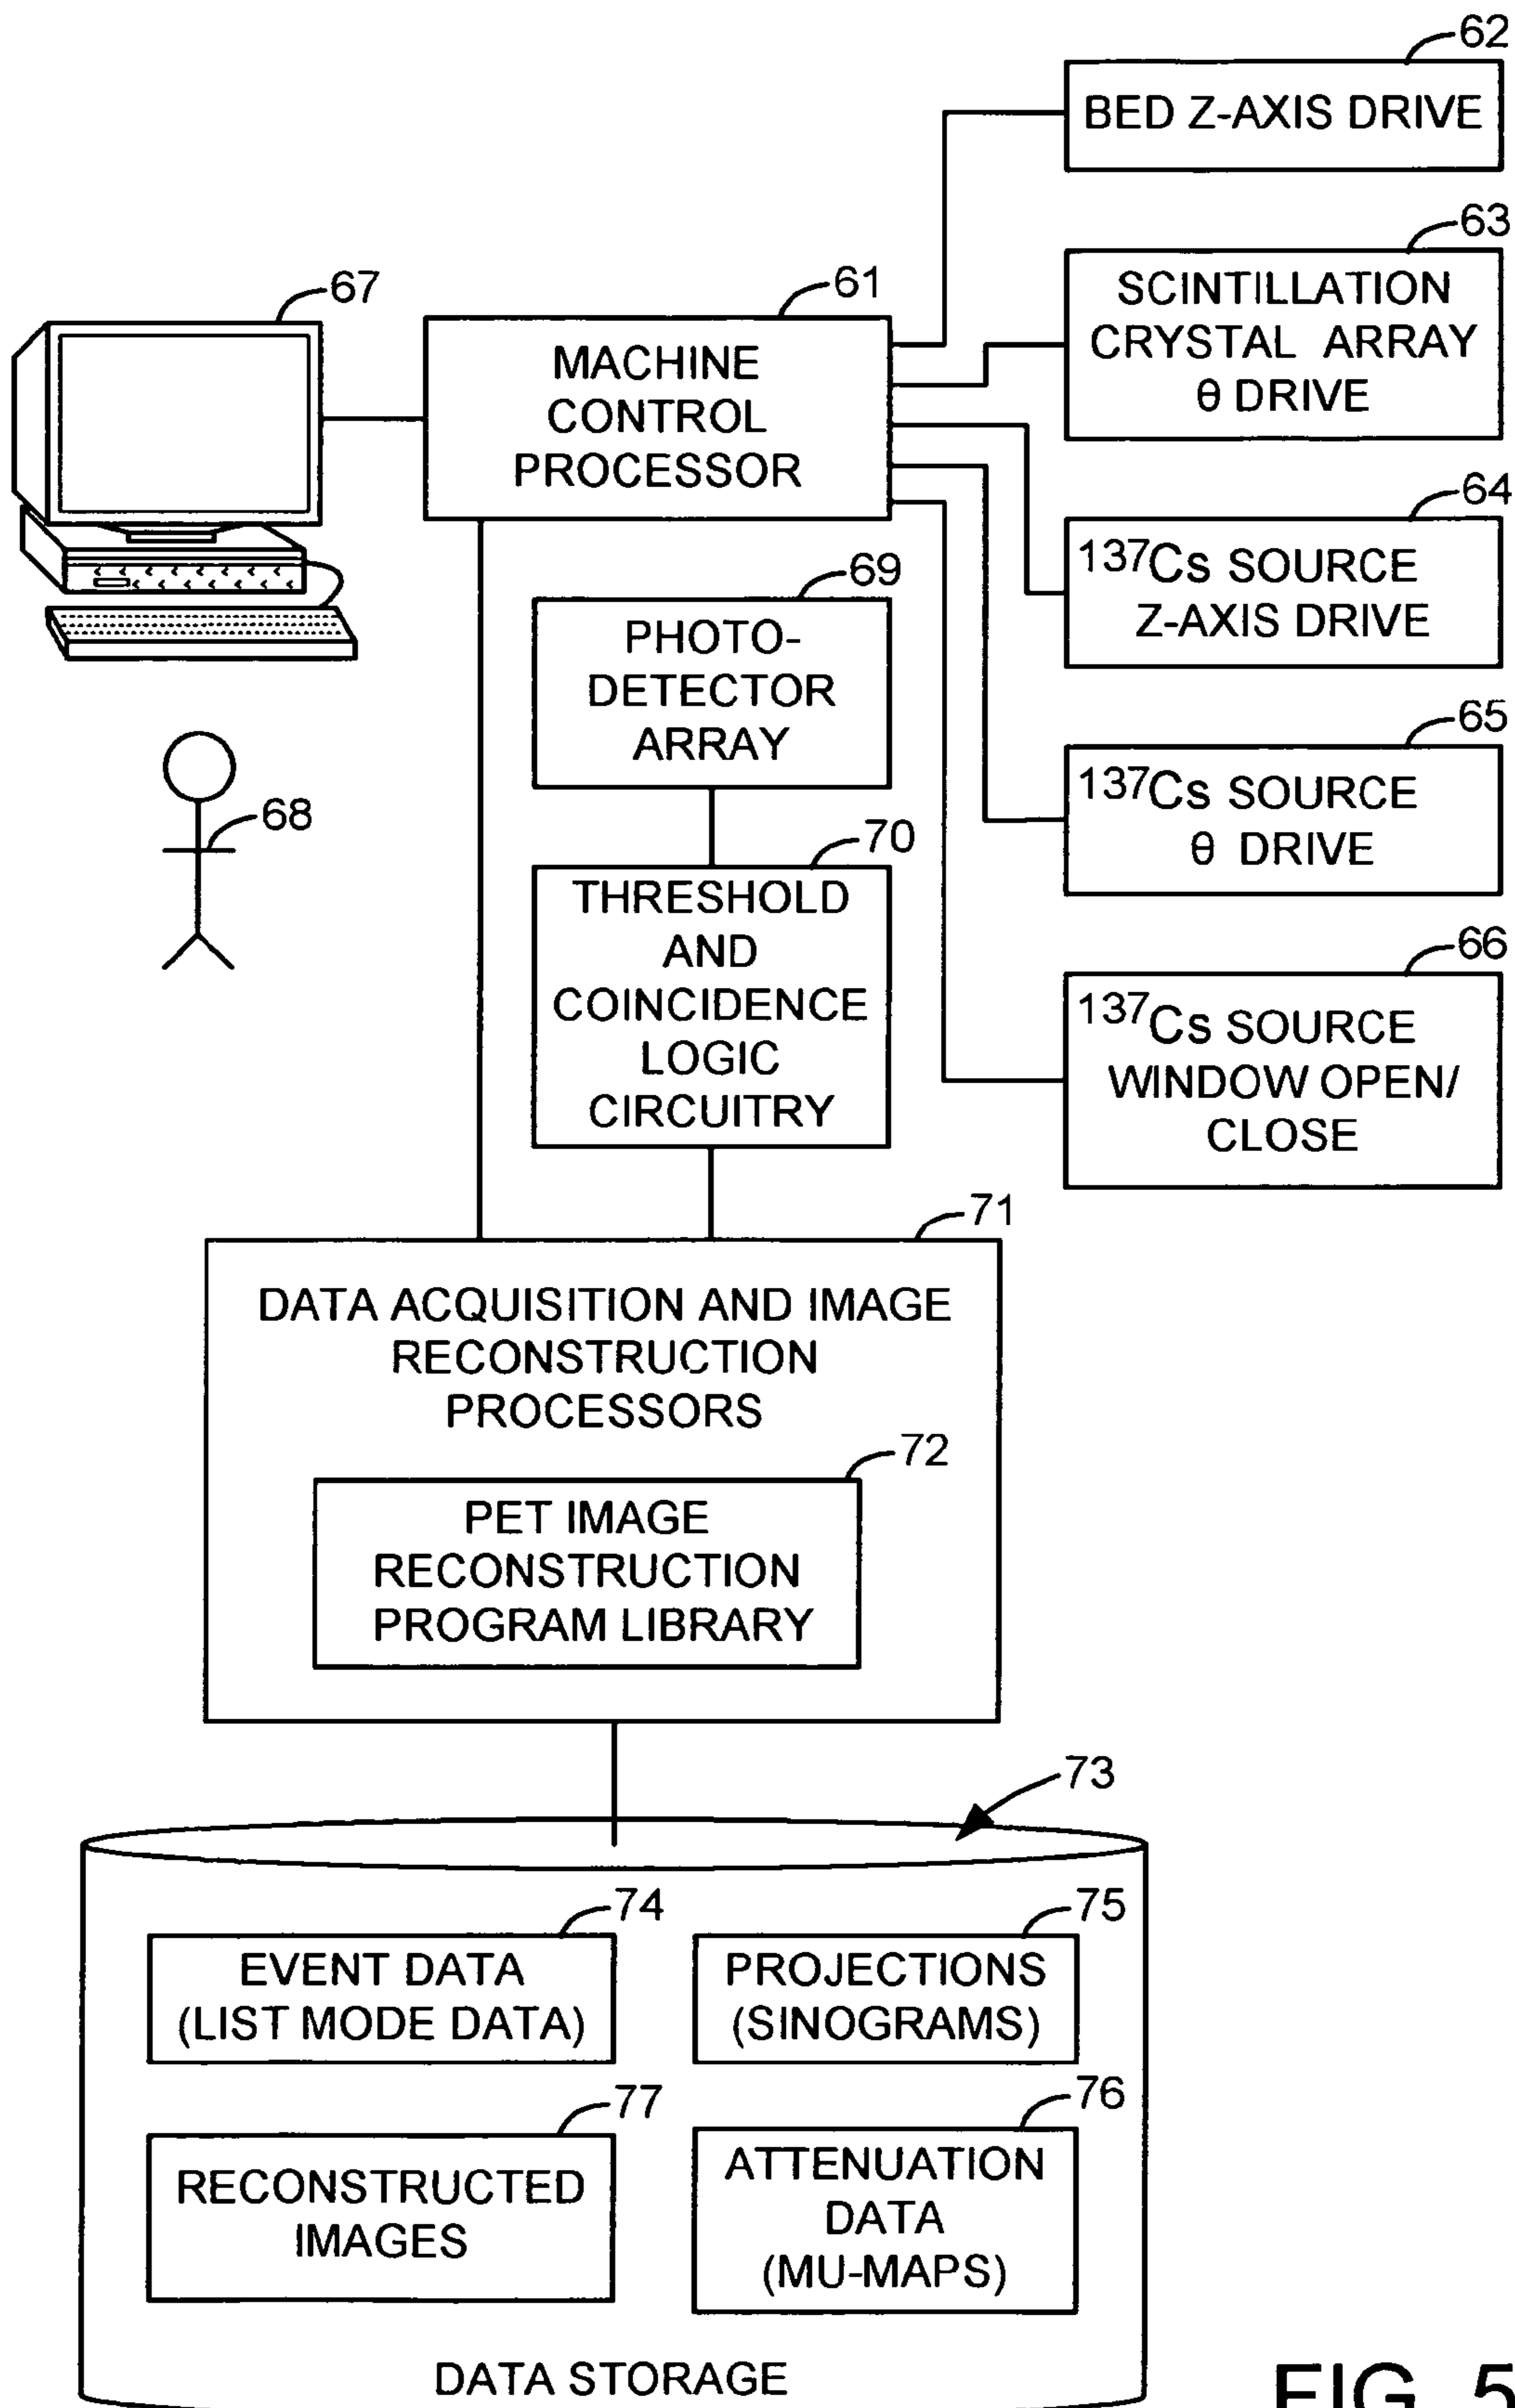 62
BED Z-AXIS DRIVE
63
SCINTILLATION
CRYSTAL ARRAY
θ DRIVE
67
61
MACHINE
CONTROL
PROCESSOR
64
137Cs SOURCE
Z-AXIS DRIVE
69
PHOTO-
DETECTOR
ARRAY
65
137Cs SOURCE
θ DRIVE
68
70
THRESHOLD
AND
COINCIDENCE
LOGIC
CIRCUITRY
66
137Cs SOURCE
WINDOW OPEN/
CLOSE
71
DATA ACQUISITION AND IMAGE
RECONSTRUCTION
PROCESSORS
72
PET IMAGE
RECONSTRUCTION
PROGRAM LIBRARY
73
74
EVENT DATA
(LIST MODE DATA)
75
PROJECTIONS
(SINOGRAMS)
77
RECONSTRUCTED
IMAGES
76
ATTENUATION
DATA
(MU-MAPS)
DATA STORAGE
FIG. 5